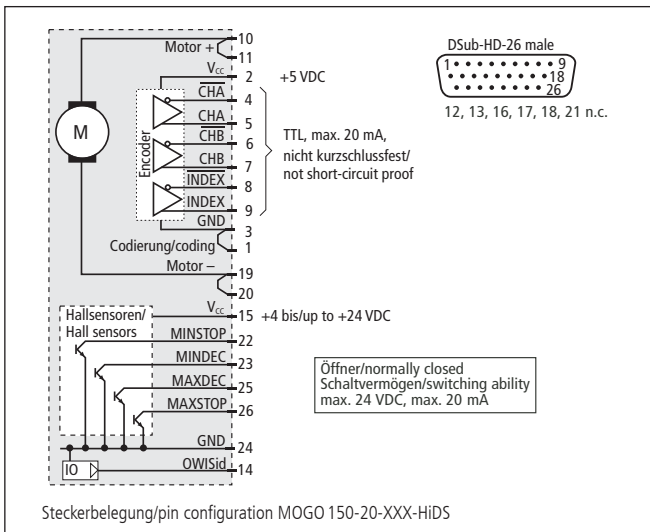 Motor + 10
11
VCC 2 +5 VDC
CHA 4
CHA 5
CHB 6
CHB 7
INDEX 8
INDEX 9
GND 3
Codierung/coding 1
Motor – 19
20
M
Encoder
TTL, max. 20 mA,
nicht kurzschlussfest/
not short-circuit proof
DSub-HD-26 male
1 9
18
26
12, 13, 16, 17, 18, 21 n.c.
Hallsensoren/
Hall sensors
VCC 15 +4 bis/up to +24 VDC
MINSTOP 22
MINDEC 23
MAXDEC 25
MAXSTOP 26
GND 24
IO OWISid 14
Öffner/normally closed
Schaltvermögen/switching ability
max. 24 VDC, max. 20 mA
Steckerbelegung/pin configuration MOGO 150-20-XXX-HiDS